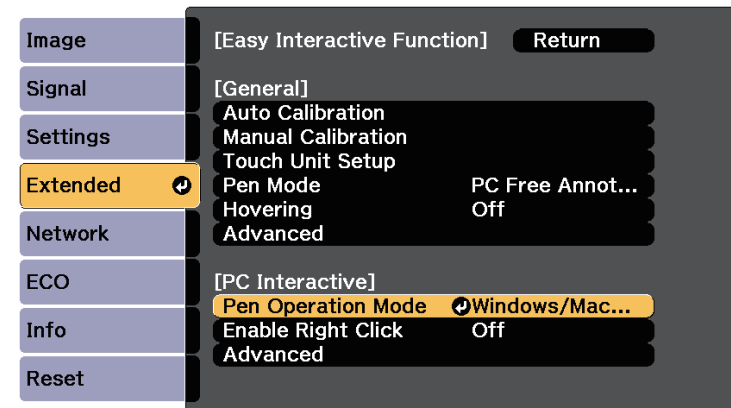 Image
Signal
Settings
Extended
Network
ECO
Info
Reset
[Easy Interactive Function] Return
[General]
Auto Calibration
Manual Calibration
Touch Unit Setup
Pen Mode PC Free Annot...
Hovering Off
Advanced
[PC Interactive]
Pen Operation Mode Windows/Mac...
Enable Right Click Off
Advanced